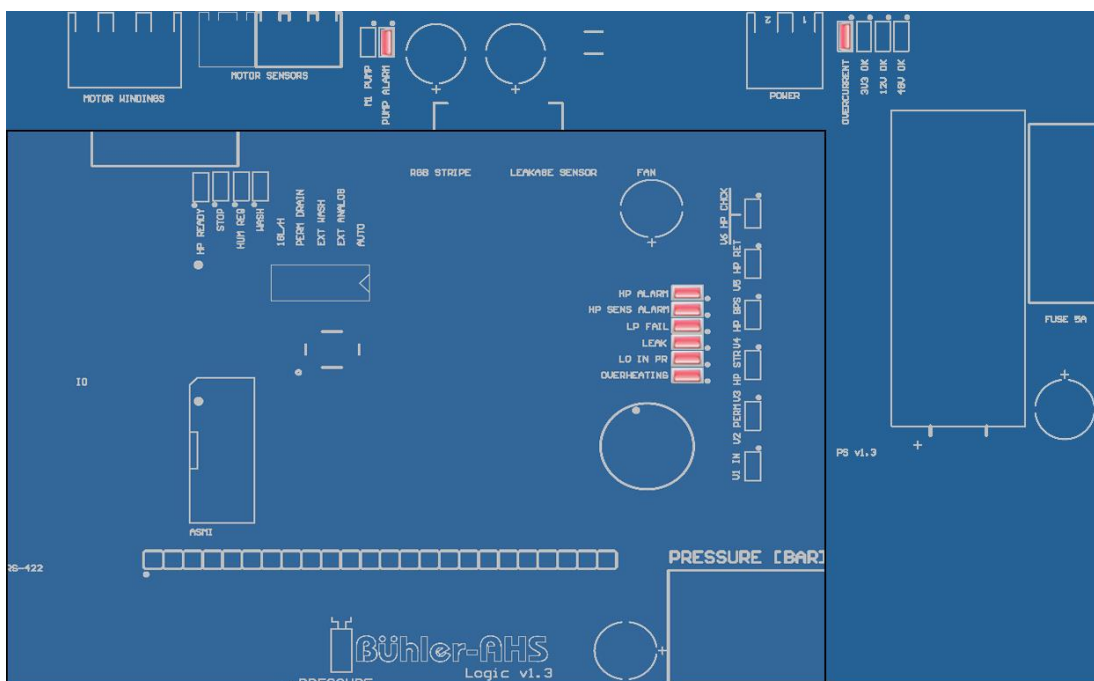 2 1
MOTOR SENSORS
MOTOR WINDINGS
M1 PUMP
PUMP ALARM
POWER
OVERCURRENT
3V3 OK
12V OK
48V OK
RGB STRIPE
LEAKAGE SENSOR
FAN
HP READY
STOP
HUM REQ
WASH
10L/H
PERM DRAIN
EXT WASH
EXT ANALOG
AUTO
V6 HP CHCK
V5 HP RET
V4 HP BPS
V3 HP STR
V2 PERM
V1 IN
HP ALARM
HP SENS ALARM
LP FAIL
LEAK
LO IN PR
OVERHEATING
FUSE 5A
IO
PS v1.3
ASMI
RS-422
PRESSURE [BAR]
Bühler-AHS
Logic v1.3
PRESSURE